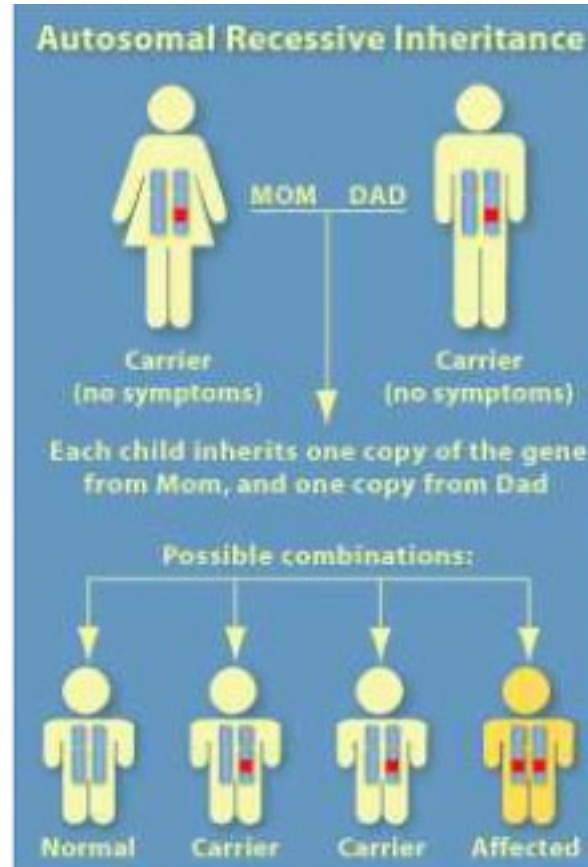 Autosomal Recessive Inheritance
MOM DAD
Carrier
(no symptoms)
Carrier
(no symptoms)
Each child inherits one copy of the gene
from Mom, and one copy from Dad
Possible combinations:
Normal Carrier Carrier Affected